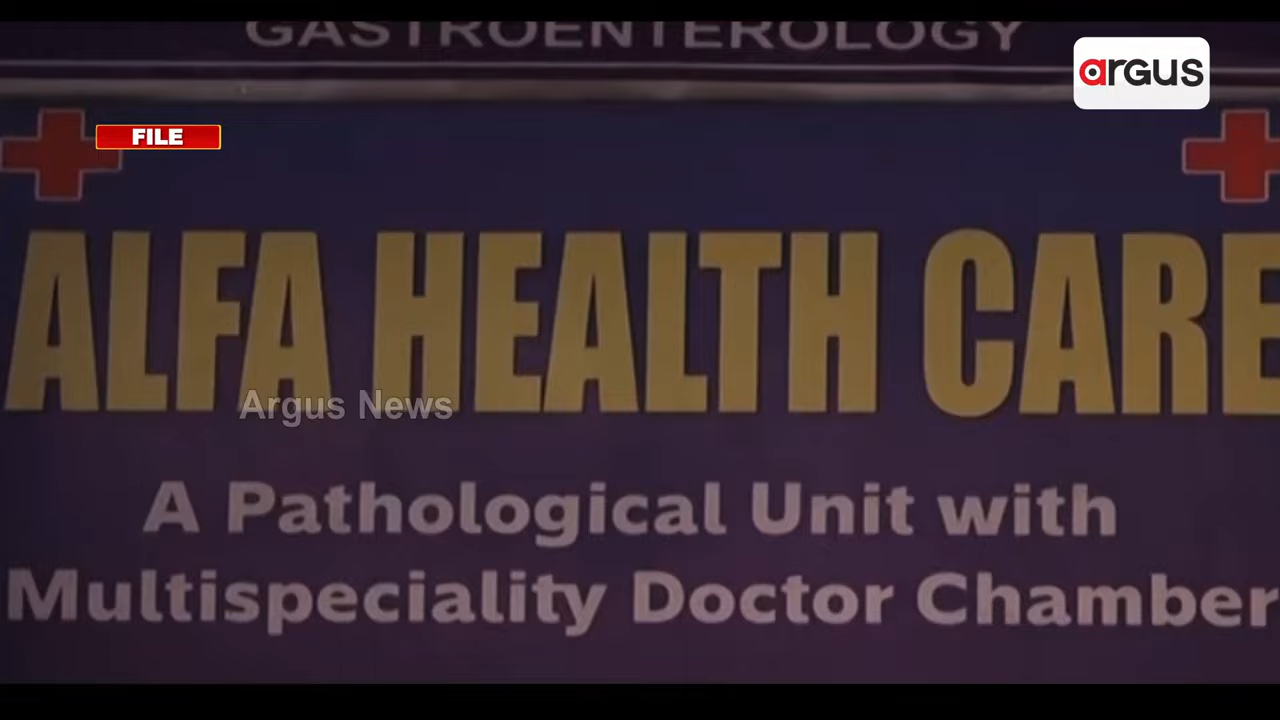 GASTROENTEROLOGY
argus
FILE
ALFA HEALTH CARE
Argus News
A Pathological Unit with
Multispeciality Doctor Chamber